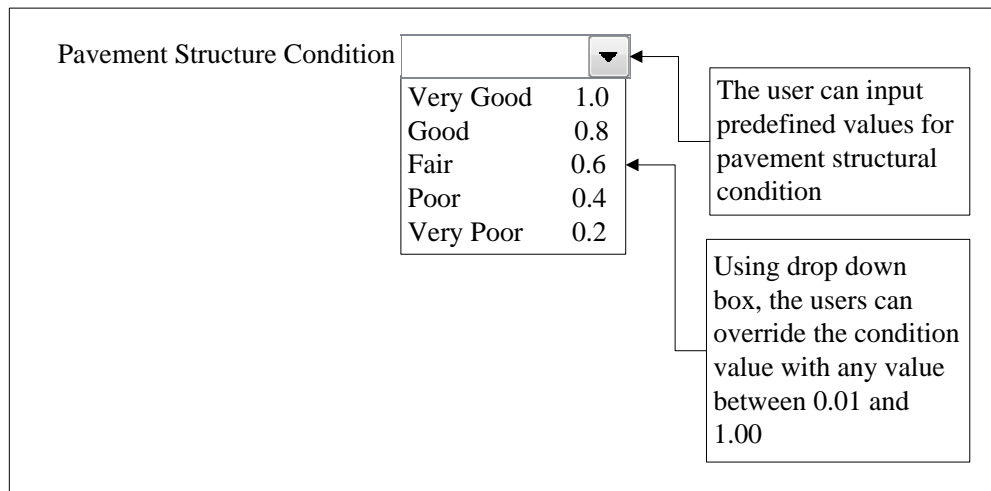 Pavement Structure Condition
Very Good 1.0
Good 0.8
Fair 0.6
Poor 0.4
Very Poor 0.2
The user can input
predefined values for
pavement structural
condition
Using drop down
box, the users can
override the condition
value with any value
between 0.01 and
1.00